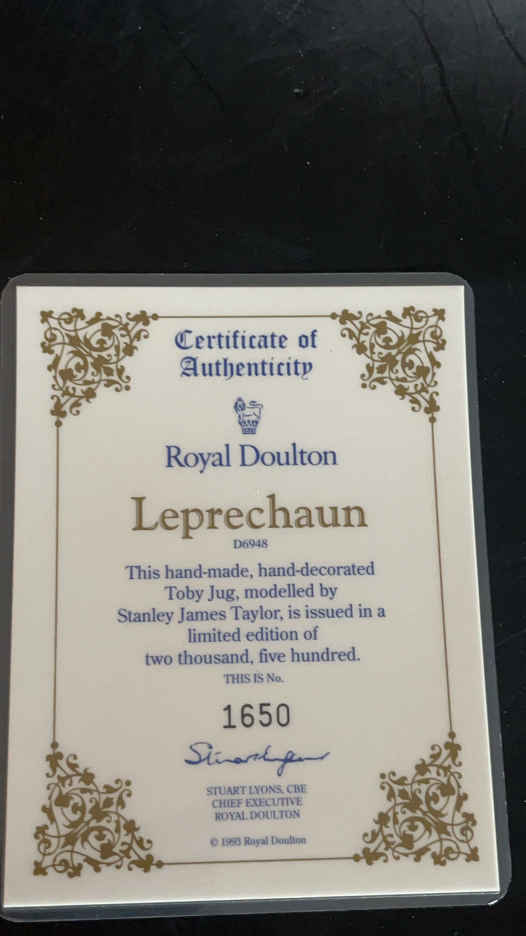 Certificate of
Authenticity
Royal Doulton
Leprechaun
D6948
This hand-made, hand-decorated
Toby Jug, modelled by
Stanley James Taylor, is issued in a
limited edition of
two thousand, five hundred.
THIS IS No.
1650
STUART LYONS, CBE
CHIEF EXECUTIVE
ROYAL DOULTON
© 1993 Royal Doulton